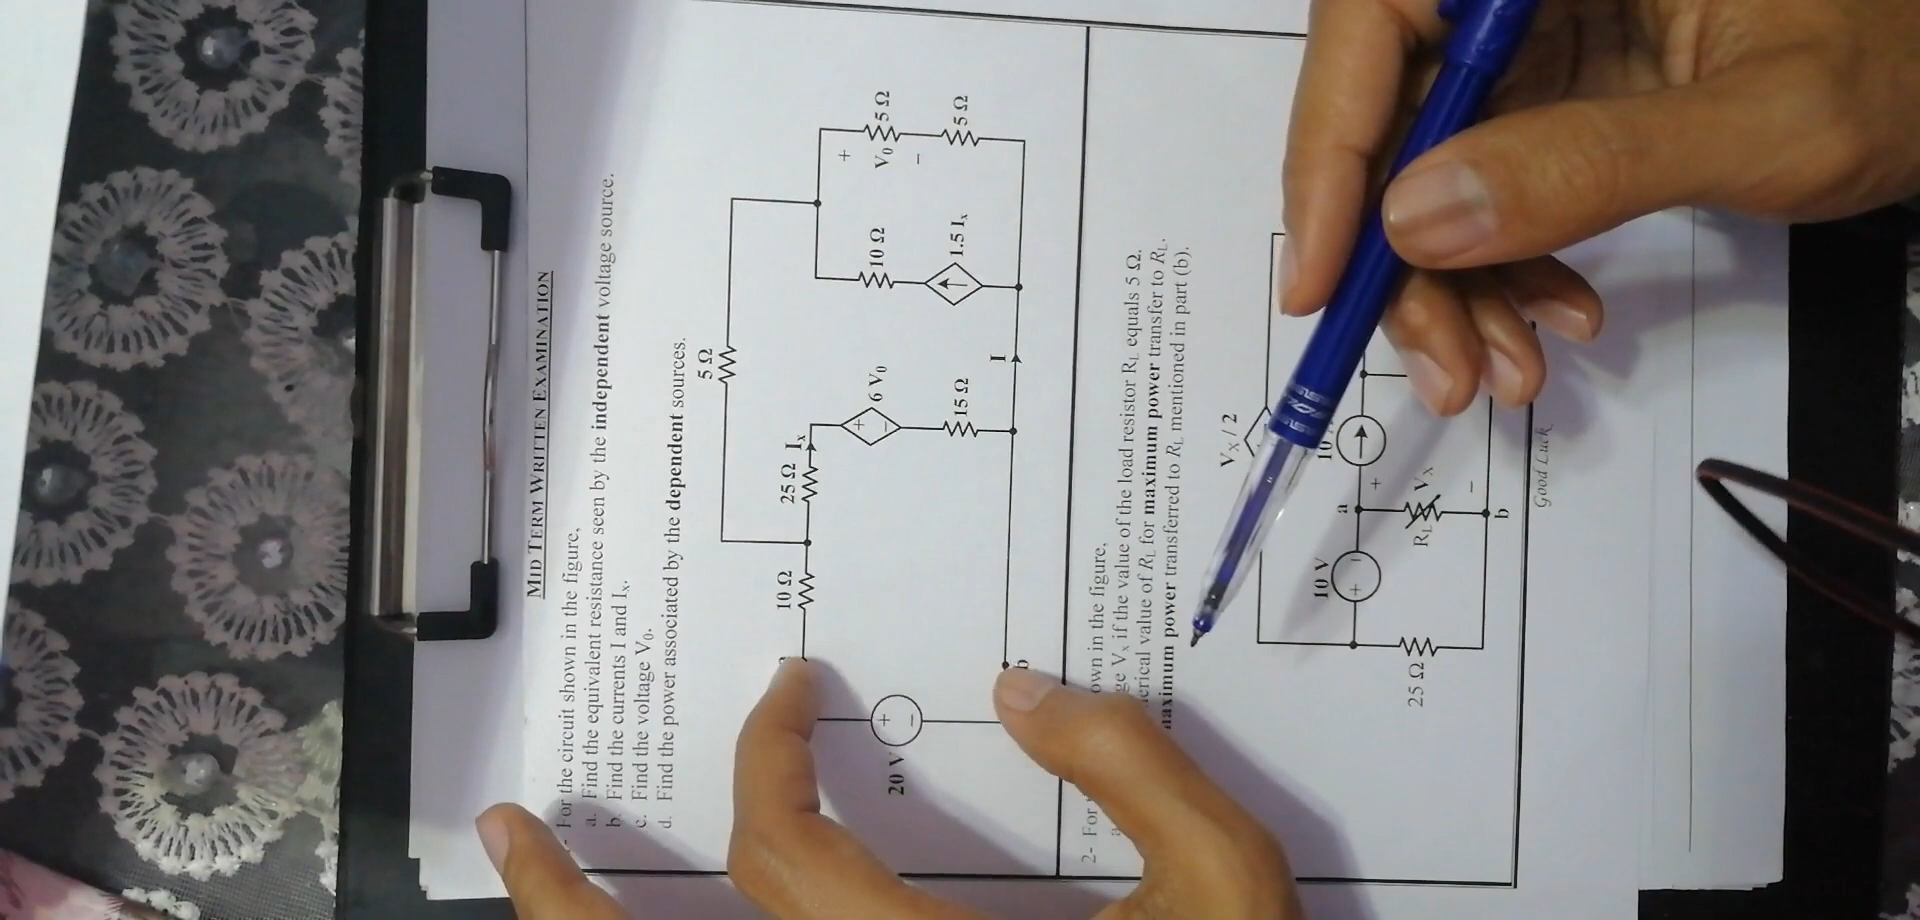 MID TERM WRITTEN EXAMINATION
For the circuit shown in the figure,
a. Find the equivalent resistance seen by the independent voltage source.
b. Find the currents I and Ix.
c. Find the voltage V0.
d. Find the power associated by the dependent sources.
5 Ω
10 Ω
25 Ω
Ix
+
10 Ω
V0
5 Ω
−
20 V
+
−
+
−
6 V0
15 Ω
1.5 Ix
5 Ω
I
b
2- For own in the figure,
ge Vx if the value of the load resistor RL equals 5 Ω.
erical value of RL for maximum power transfer to RL.
maximum power transferred to RL mentioned in part (b).
Vx / 2
10 V
+
−
a
10
+
25 Ω
RL
Vx
−
b
Good Luck